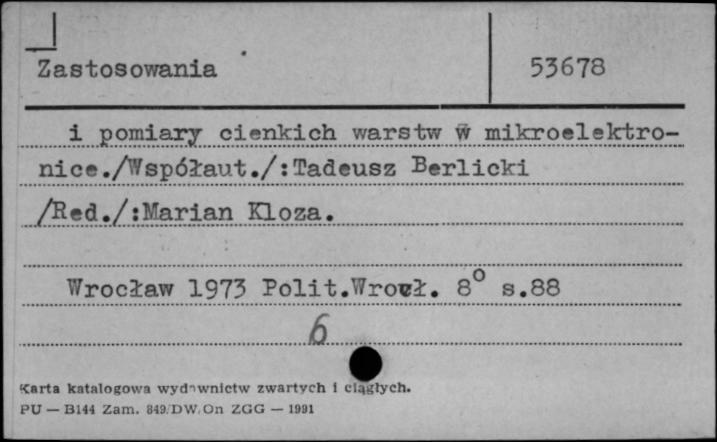 Zastosowania 53678
i pomiary cienkich warstw w mikroelektro-
nice./Współaut./:Tadeusz Berlicki
/Red./:Marian Kloza.
Wrocław 1973 Polit.Wrocł. 8° s.88
6
Karta katalogowa wydawnictw zwartych i ciągłych.
PU — B144 Zam. 849/DW/On ZGG — 1991